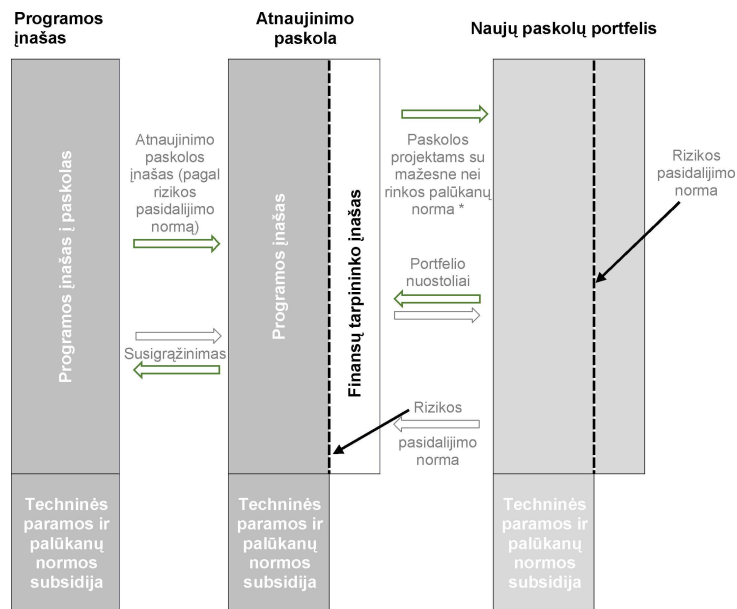 Programos
įnašas
Atnaujinimo
paskola
Naujų paskolų portfelis
Programos įnašas į paskolas
Atnaujinimo
paskolos
įnašas (pagal
rizikos
pasidalijimo
normą)
Susigrąžinimas
Programos įnašas
Finansų tarpininko įnašas
Paskolos
projektams su
mažesne nei
rinkos palūkanų
norma *
Portfelio
nuostoliai
Rizikos
pasidalijimo
norma
Rizikos
pasidalijimo
norma
Techninės
paramos ir
palūkanų
normos
subsidija
Techninės
paramos ir
palūkanų
normos
subsidija
Techninės
paramos ir
palūkanų
normos
subsidija